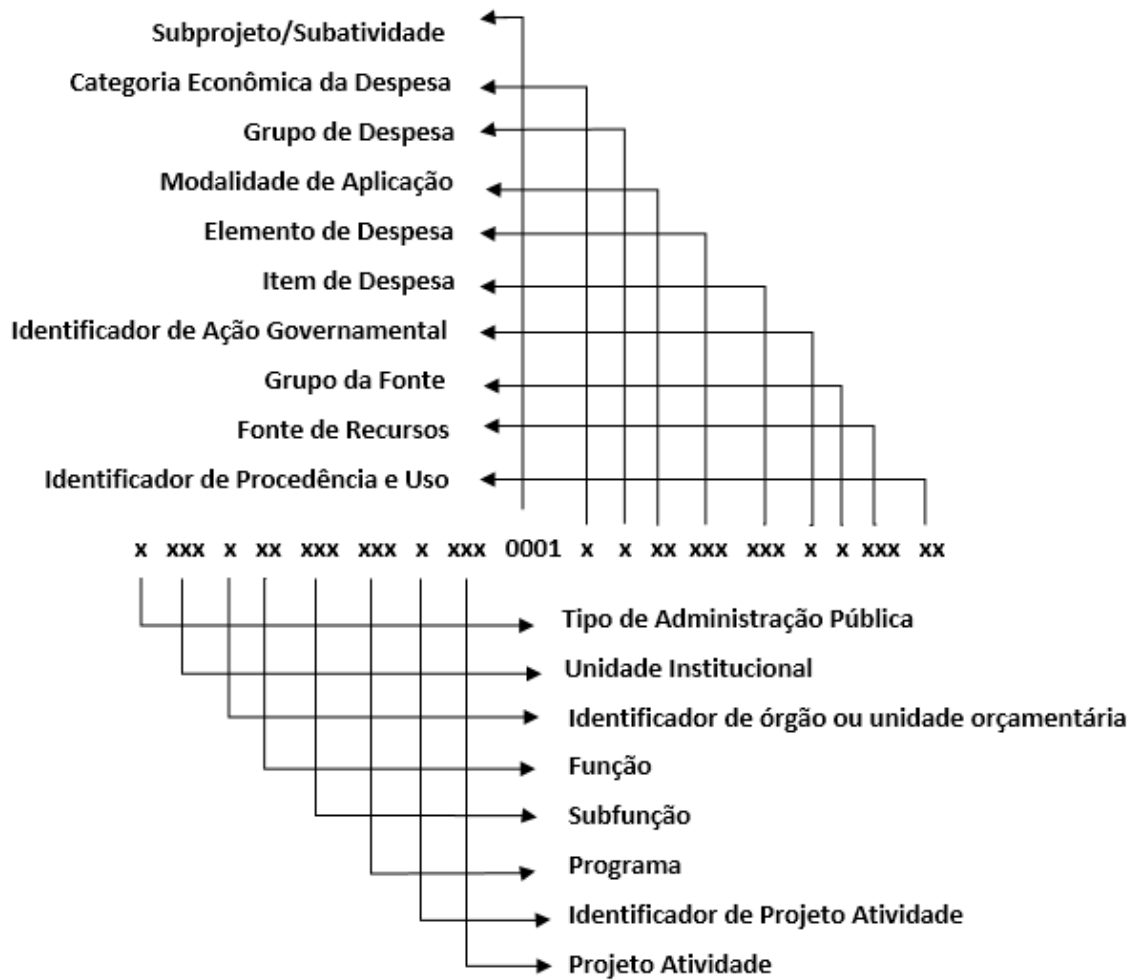 Subprojeto/Subatividade
Categoria Econômica da Despesa
Grupo de Despesa
Modalidade de Aplicação
Elemento de Despesa
Item de Despesa
Identificador de Ação Governamental
Grupo da Fonte
Fonte de Recursos
Identificador de Procedência e Uso
x xxx x xx xxx xxx x xxx 0001 x x xx xxx xxx x x xxx xx
Tipo de Administração Pública
Unidade Institucional
Identificador de órgão ou unidade orçamentária
Função
Subfunção
Programa
Identificador de Projeto Atividade
Projeto Atividade